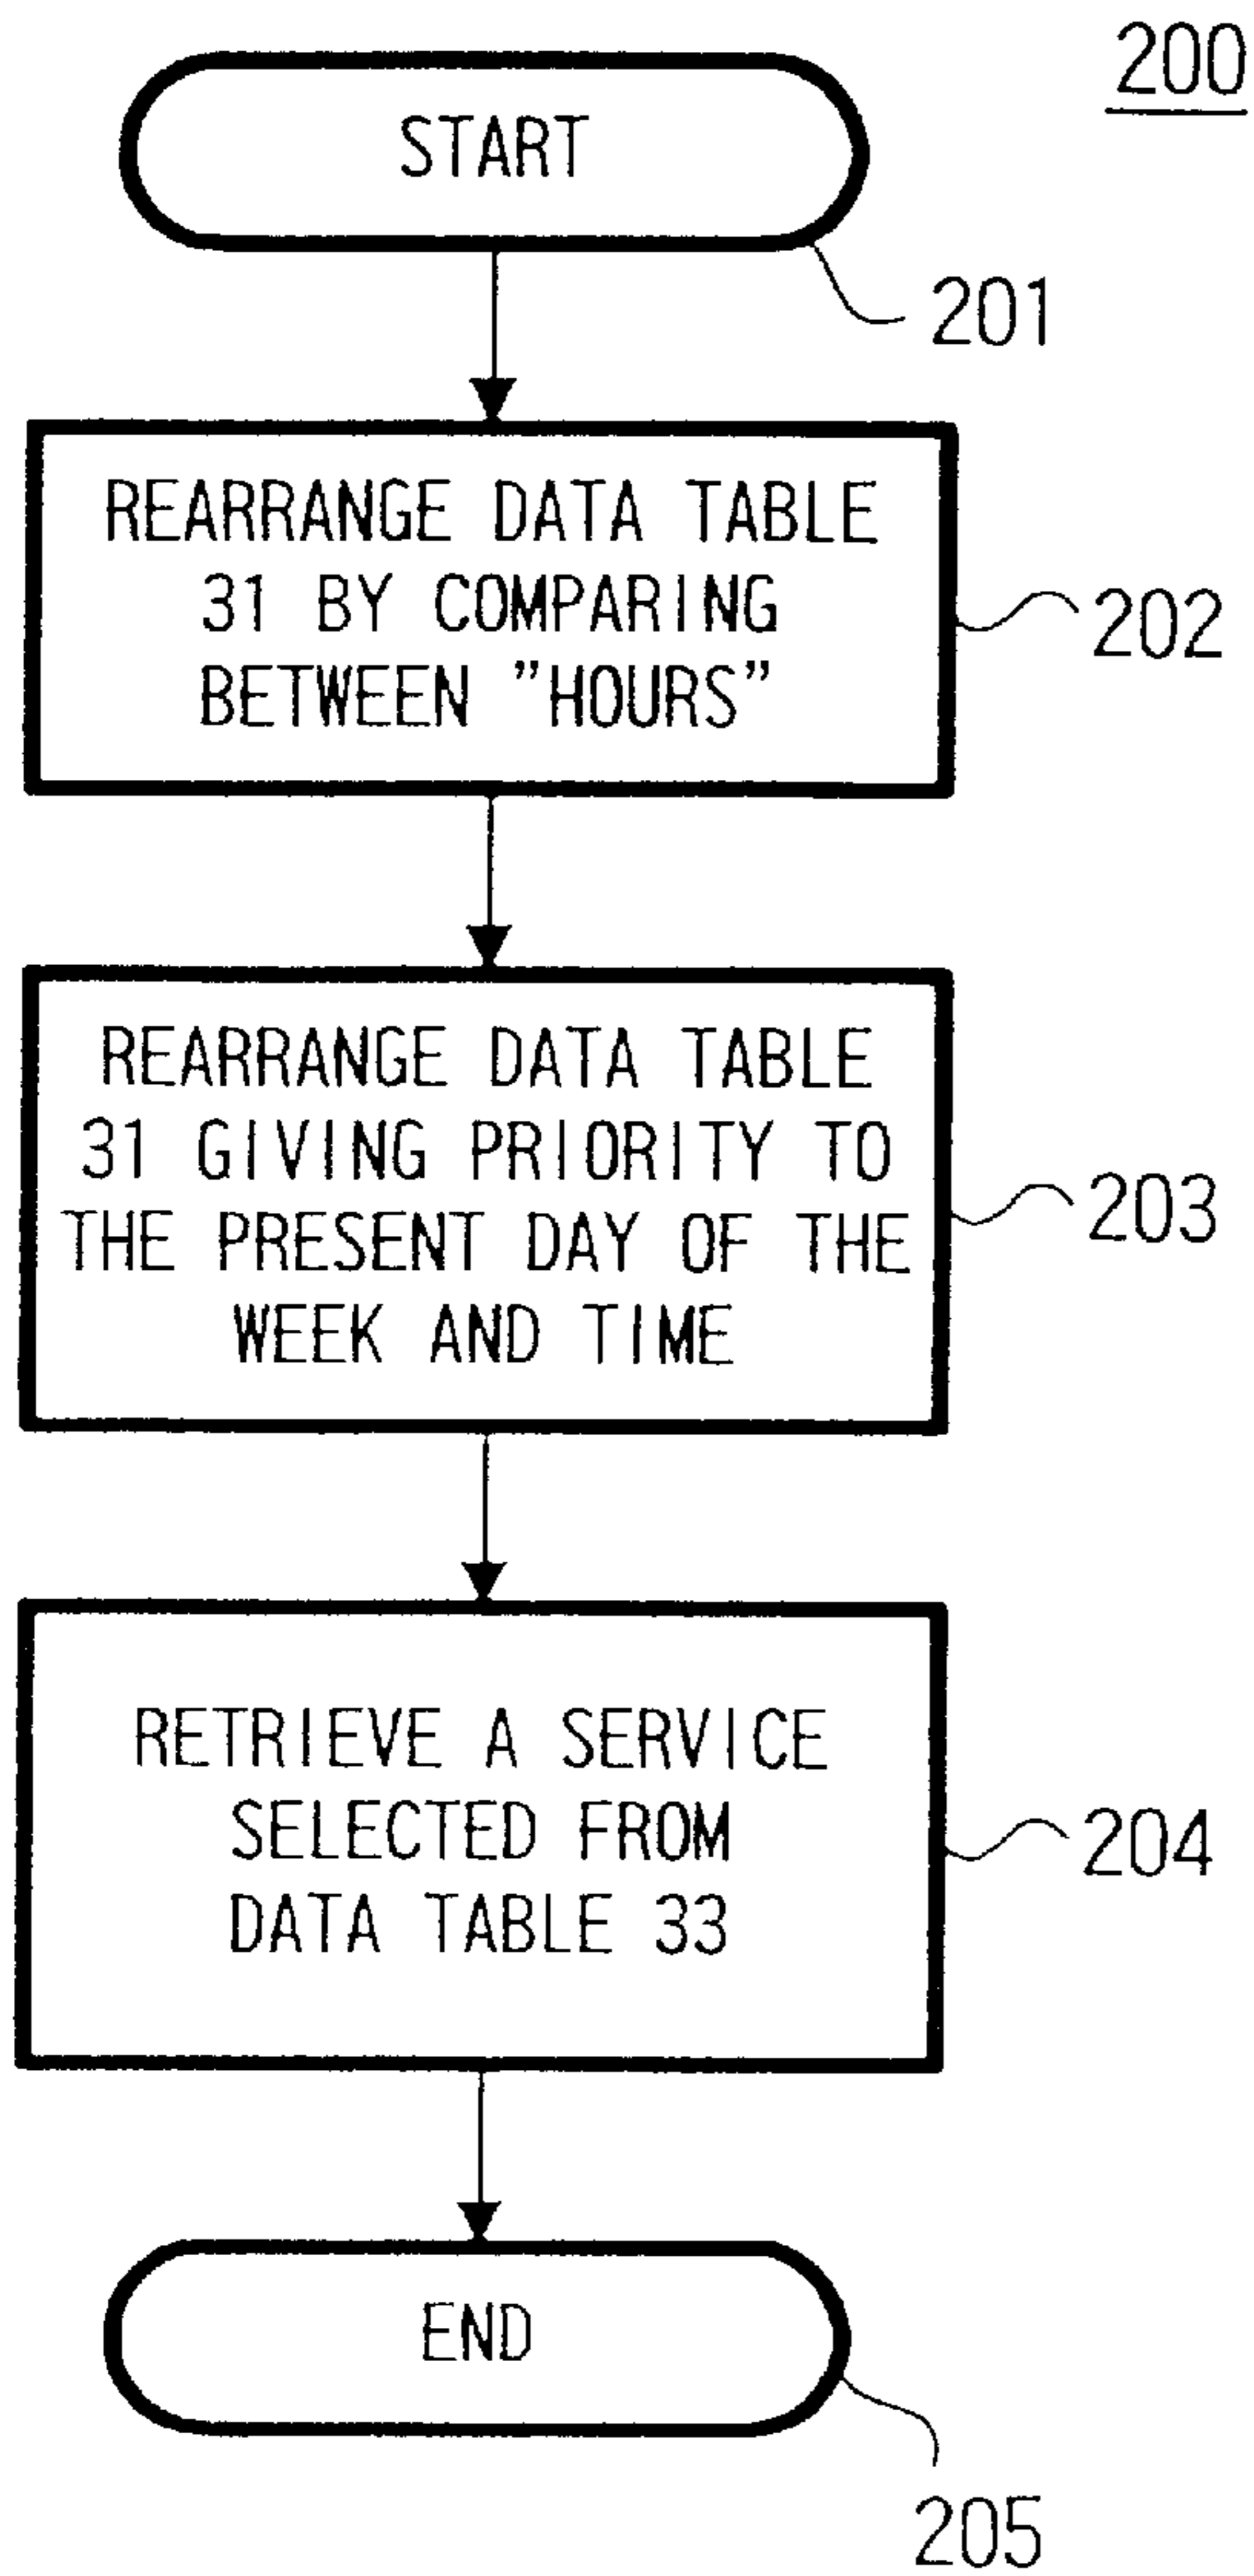 200
START
201
REARRANGE DATA TABLE
31 BY COMPARING
BETWEEN "HOURS"
202
REARRANGE DATA TABLE
31 GIVING PRIORITY TO
THE PRESENT DAY OF THE
WEEK AND TIME
203
RETRIEVE A SERVICE
SELECTED FROM
DATA TABLE 33
204
END
205